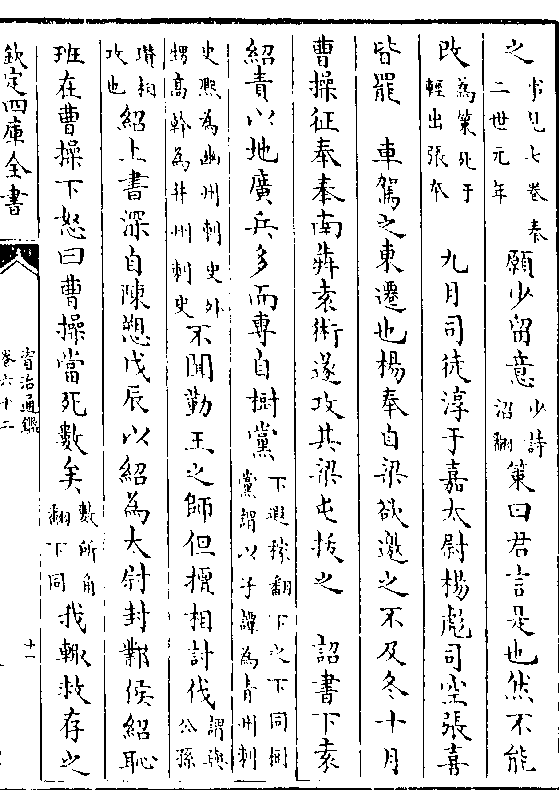 之事見七卷秦二世元年願少留意少詩沼翻策曰君言是也然不能
改為策死于輕出張本　九月司徒淳于嘉太尉楊彪司空張喜
皆罷　車駕之東遷也楊奉自梁欲邀之不及冬十月
曹操征奉奉南犇袁術遂攻其梁屯拔之　詔書下袁
紹責以地廣兵多而專自樹黨下遐稼翻下之下同樹黨謂以子譚為青州刺
史熙為幽州刺史外甥高幹為并州刺史不聞勤王之師但擅相討伐謂與公孫
瓚相攻也紹上書深自陳愬戊辰以紹為太尉封鄴侯紹恥
班在曹操下怒曰曹操當死數矣數所角翻下同我輒救存之
欽定四庫全書
資治通鑑
卷六十二
十一